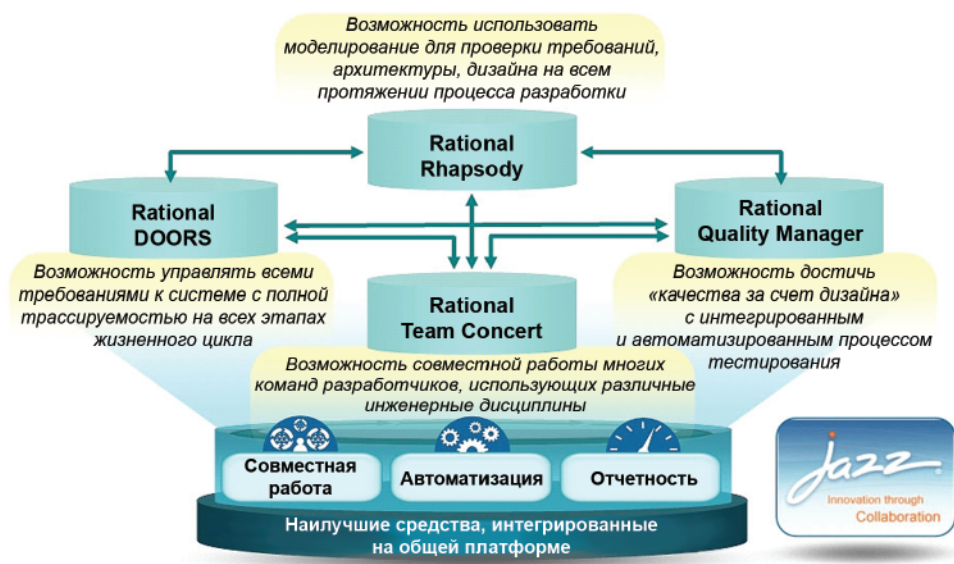 Возможность использовать
моделирование для проверки требований,
архитектуры, дизайна на всем
протяжении процесса разработки
Rational
Rhapsody
Rational
DOORS
Rational
Quality Manager
Возможность управлять всеми
требованиями к системе с полной
трассируемостью на всех этапах
жизненного цикла
Rational
Team Concert
Возможность достичь
«качества за счет дизайна»
с интегрированным
и автоматизированным процессом
тестирования
Возможность совместной работы многих
команд разработчиков, использующих различные
инженерные дисциплины
Совместная
работа
Автоматизация
Отчетность
Наилучшие средства, интегрированные
на общей платформе
jazz
Innovation through
Collaboration